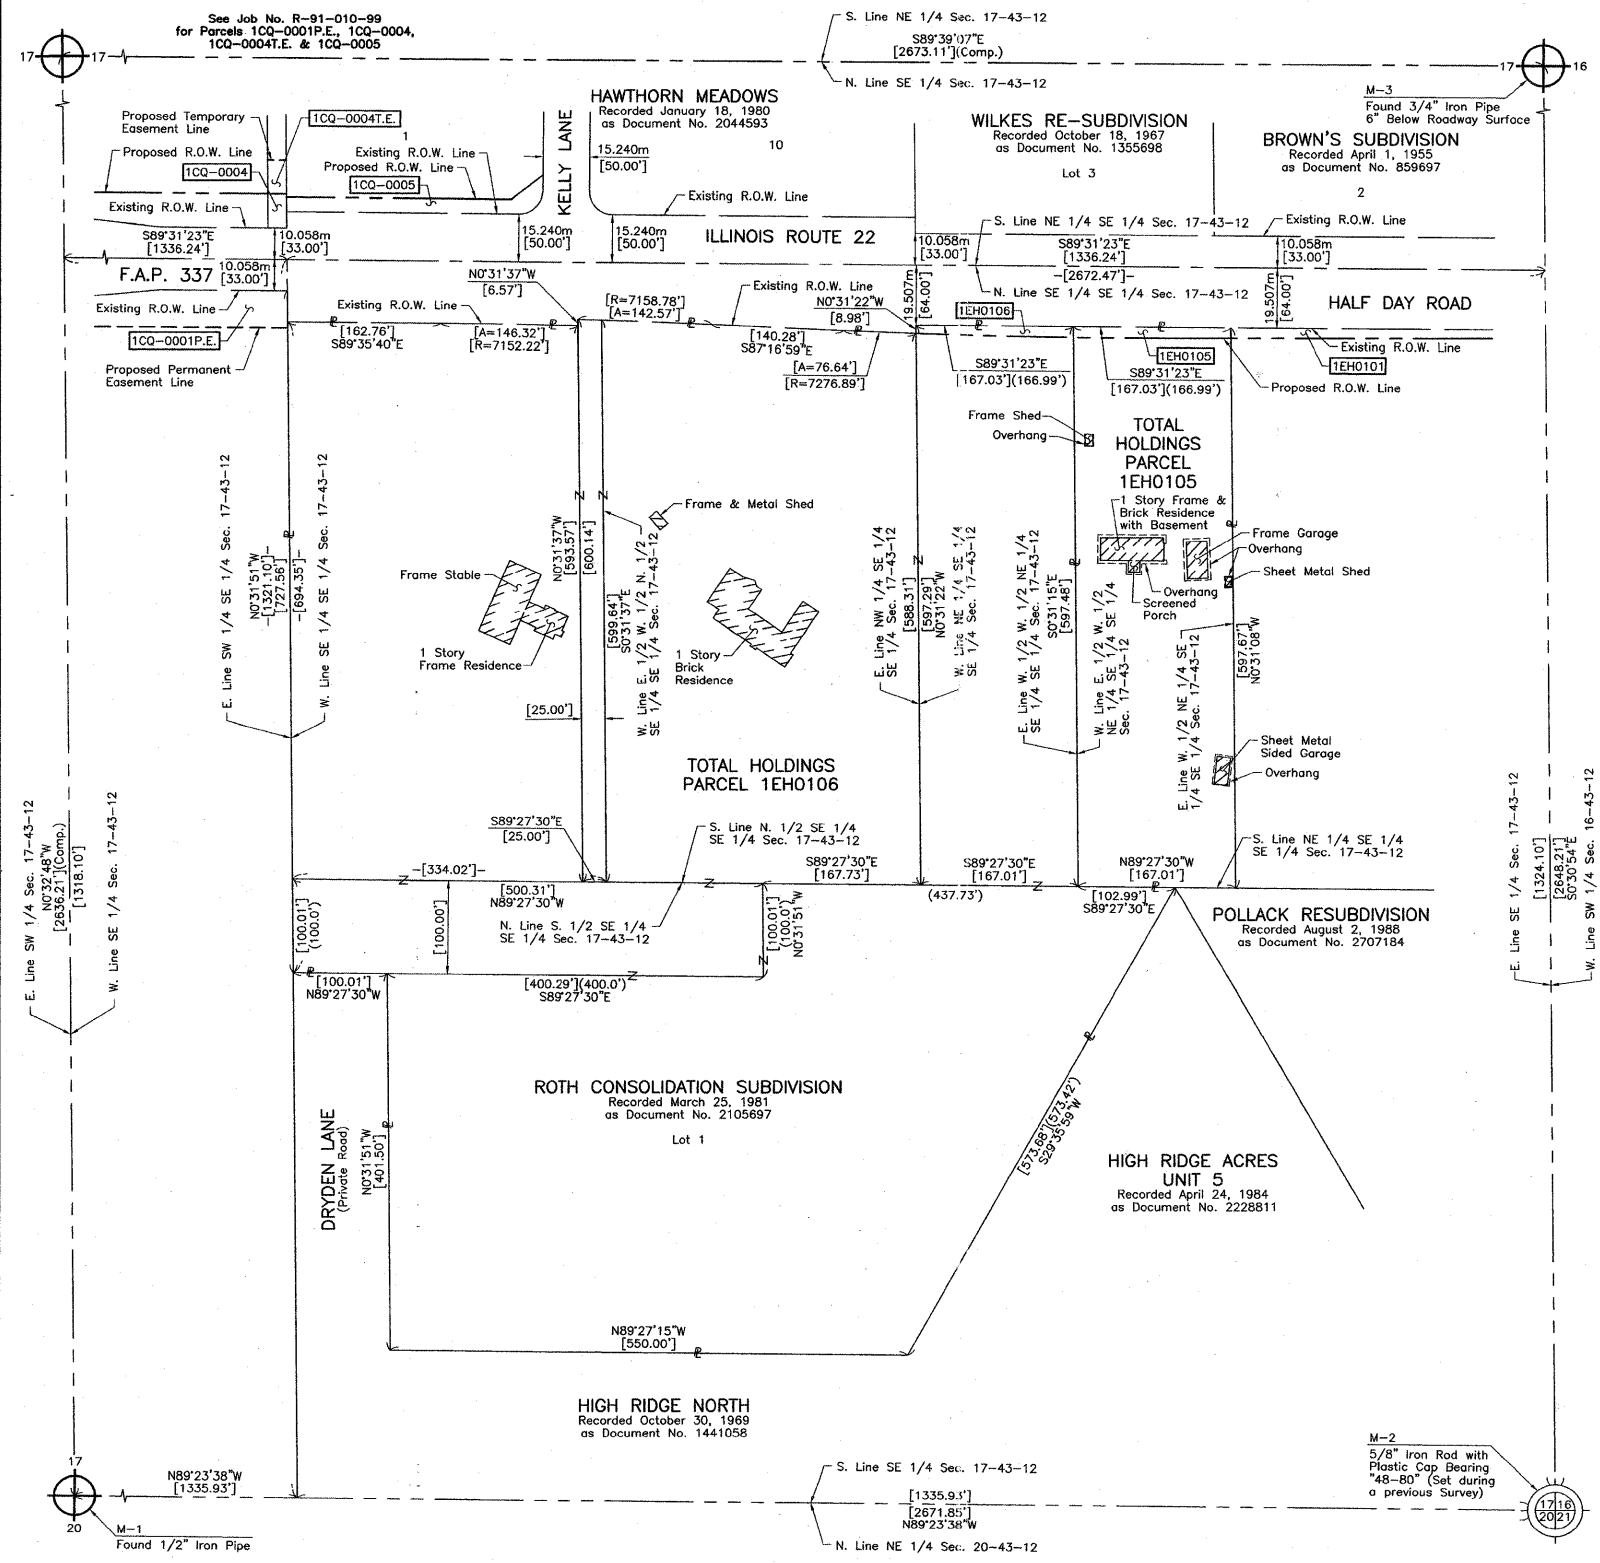 See Job No. R-91-010-99
for Parcels 1CQ-0001P.E., 1CQ-0004,
1CQ-0004T.E. & 1CQ-0005
17
17
S. Line NE 1/4 Sec. 17-43-12
S89°39'07"E
[2673.11'](Comp.)
N. Line SE 1/4 Sec. 17-43-12
17
16
M-3
Found 3/4" Iron Pipe
6" Below Roadway Surface
Proposed Temporary
Easement Line
1CQ-0004T.E.
1
Proposed R.O.W. Line
1CQ-0004
Existing R.O.W. Line
Proposed R.O.W. Line
1CQ-0005
KELLY LANE
HAWTHORN MEADOWS
Recorded January 18, 1980
as Document No. 2044593
10
15.240m
[50.00']
Existing R.O.W. Line
WILKES RE-SUBDIVISION
Recorded October 18, 1967
as Document No. 1355698
Lot 3
BROWN'S SUBDIVISION
Recorded April 1, 1955
as Document No. 859697
2
Existing R.O.W. Line
S89°31'23"E
[1336.24']
10.058m
[33.00']
15.240m
[50.00']
15.240m
[50.00']
ILLINOIS ROUTE 22
10.058m
[33.00']
S. Line NE 1/4 SE 1/4 Sec. 17-43-12
Existing R.O.W. Line
S89°31'23"E
[1336.24']
10.058m
[33.00']
F.A.P. 337
10.058m
[33.00']
N0°31'37"W
[6.57']
-[2672.47']-
N. Line SE 1/4 SE 1/4 Sec. 17-43-12
HALF DAY ROAD
Existing R.O.W. Line
Existing R.O.W. Line
[R=7158.78']
[A=142.57']
Existing R.O.W. Line
N0°31'22"W
[8.98']
19.507m
[64.00']
1EH0106
19.507m
[64.00']
1CQ-0001P.E.
[162.76']
S89°35'40"E
[A=146.32']
[R=7152.22']
[140.28']
S87°16'59"E
[A=76.64']
[R=7276.89']
S89°31'23"E
[167.03'](166.99')
1EH0105
S89°31'23"E
[167.03'](166.99')
Existing R.O.W. Line
1EH0101
Proposed R.O.W. Line
Proposed Permanent
Easement Line
Frame Shed
Overhang
TOTAL
HOLDINGS
PARCEL
1EH0105
1 Story Frame &
Brick Residence
with Basement
Frame Garage
Overhang
Sheet Metal Shed
Overhang
Screened
Porch
Frame & Metal Shed
Frame Stable
1 Story
Frame Residence
1 Story
Brick
Residence
E. Line SW 1/4 SE 1/4 Sec. 17-43-12
N0°31'51"W
-[1321.10']-
[727.56']
-[694.35']-
W. Line SE 1/4 SE 1/4 Sec. 17-43-12
N0°31'37"W
[593.57']
[600.14']
[599.64']
S0°31'37"E
W. Line E. 1/2 W. 1/2 N. 1/2
SE 1/4 SE 1/4 Sec. 17-43-12
E. Line NW 1/4 SE 1/4
SE 1/4 Sec. 17-43-12
[588.31']
[597.29']
N0°31'22"W
W. Line NE 1/4 SE 1/4
SE 1/4 Sec. 17-43-12
E. Line W. 1/2 W. 1/2 NE 1/4
SE 1/4 SE 1/4 Sec. 17-43-12
S0°31'15"E
[597.48']
W. Line E. 1/2 W. 1/2
NE 1/4 SE 1/4 SE 1/4
Sec. 17-43-12
E. Line W. 1/2 NE 1/4 SE
1/4 SE 1/4 Sec. 17-43-12
[597.67']
N0°31'08"W
Sheet Metal
Sided Garage
Overhang
[25.00']
TOTAL HOLDINGS
PARCEL 1EH0106
S89°27'30"E
[25.00']
S. Line N. 1/2 SE 1/4
SE 1/4 Sec. 17-43-12
S. Line NE 1/4 SE 1/4
SE 1/4 Sec. 17-43-12
-[334.02']-
[500.31']
N89°27'30"W
S89°27'30"E
[167.73']
S89°27'30"E
[167.01']
(437.73')
N89°27'30"W
[167.01']
[102.99']
S89°27'30"E
[100.01']
(100.0')
[100.00']
N. Line S. 1/2 SE 1/4
SE 1/4 Sec. 17-43-12
[100.01']
(100.0')
N0°31'51"W
POLLACK RESUBDIVISION
Recorded August 2, 1988
as Document No. 2707184
[100.01']
N89°27'30"W
[400.29'](400.0')
S89°27'30"E
E. Line SW 1/4 Sec. 17-43-12
N0°32'48"W
[2636.21'](Comp.)
[1318.10']
W. Line SE 1/4 Sec. 17-43-12
E. Line SE 1/4 Sec. 17-43-12
[1324.10']
[2648.21']
S0°30'54"E
W. Line SW 1/4 Sec. 16-43-12
ROTH CONSOLIDATION SUBDIVISION
Recorded March 25, 1981
as Document No. 2105697
Lot 1
DRYDEN LANE
(Private Road)
N0°31'51"W
[401.50']
[573.68'](573.42')
S29°35'59"W
HIGH RIDGE ACRES
UNIT 5
Recorded April 24, 1984
as Document No. 2228811
N89°27'15"W
[550.00']
HIGH RIDGE NORTH
Recorded October 30, 1969
as Document No. 1441058
M-2
5/8" Iron Rod with
Plastic Cap Bearing
"48-80" (Set during
a previous Survey)
17
20
N89°23'38"W
[1335.93']
S. Line SE 1/4 Sec. 17-43-12
[1335.93']
[2671.85']
N89°23'38"W
N. Line NE 1/4 Sec. 20-43-12
17 16
20 21
M-1
Found 1/2" Iron Pipe